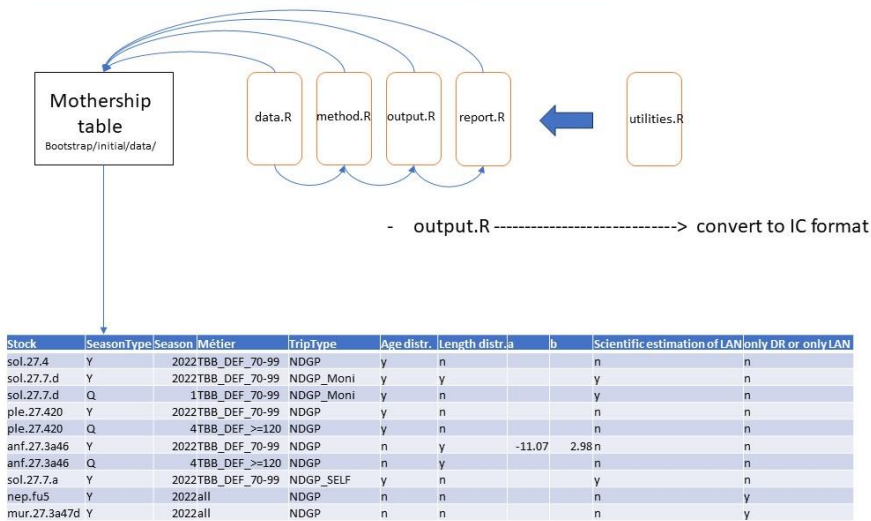 Mothership
table
Bootstrap/initial/data/
data.R method.R output.R report.R utilities.R
- output.R -----------------------------> convert to IC format
Stock SeasonType Season Métier TripType Age distr. Length distr. a b Scientific estimation of LAN only DR or only LAN
sol.27.4 Y 2022 TBB_DEF_70-99 NDGP y n n n
sol.27.7.d Y 2022 TBB_DEF_70-99 NDGP_Moni y y y n
sol.27.7.d Q 1 TBB_DEF_70-99 NDGP_Moni y n y n
ple.27.420 Y 2022 TBB_DEF_70-99 NDGP y n n n
ple.27.420 Q 4 TBB_DEF_>=120 NDGP y n n n
anf.27.3a46 Y 2022 TBB_DEF_70-99 NDGP n y -11.07 2.98 n n
anf.27.3a46 Q 4 TBB_DEF_>=120 NDGP n y n n
sol.27.7.a Y 2022 TBB_DEF_70-99 NDGP_SELF y n y n
nep.fu5 Y 2022 all NDGP n n n y
mur.27.3a47d Y 2022 all NDGP n n n y